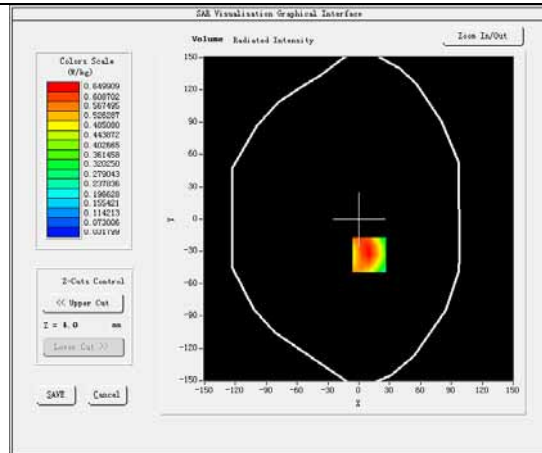 SAR Visualisation Graphical Interface
Volume Radiated Intensity
Zoom In/Out
Colors Scale
(W/kg)
0.649909
0.608702
0.567495
0.526287
0.485080
0.443872
0.402665
0.361458
0.320250
0.279043
0.237836
0.196628
0.155421
0.114213
0.073006
0.031799
150
120
90
60
30
0
-30
-60
-90
-120
-150
Y
-150 -120 -90 -60 -30 0 30 60 90 120 150
X
Z-Cuts Control
<< Upper Cut
Z = 4.0 mm
Lower Cut >>
SAVE Cancel